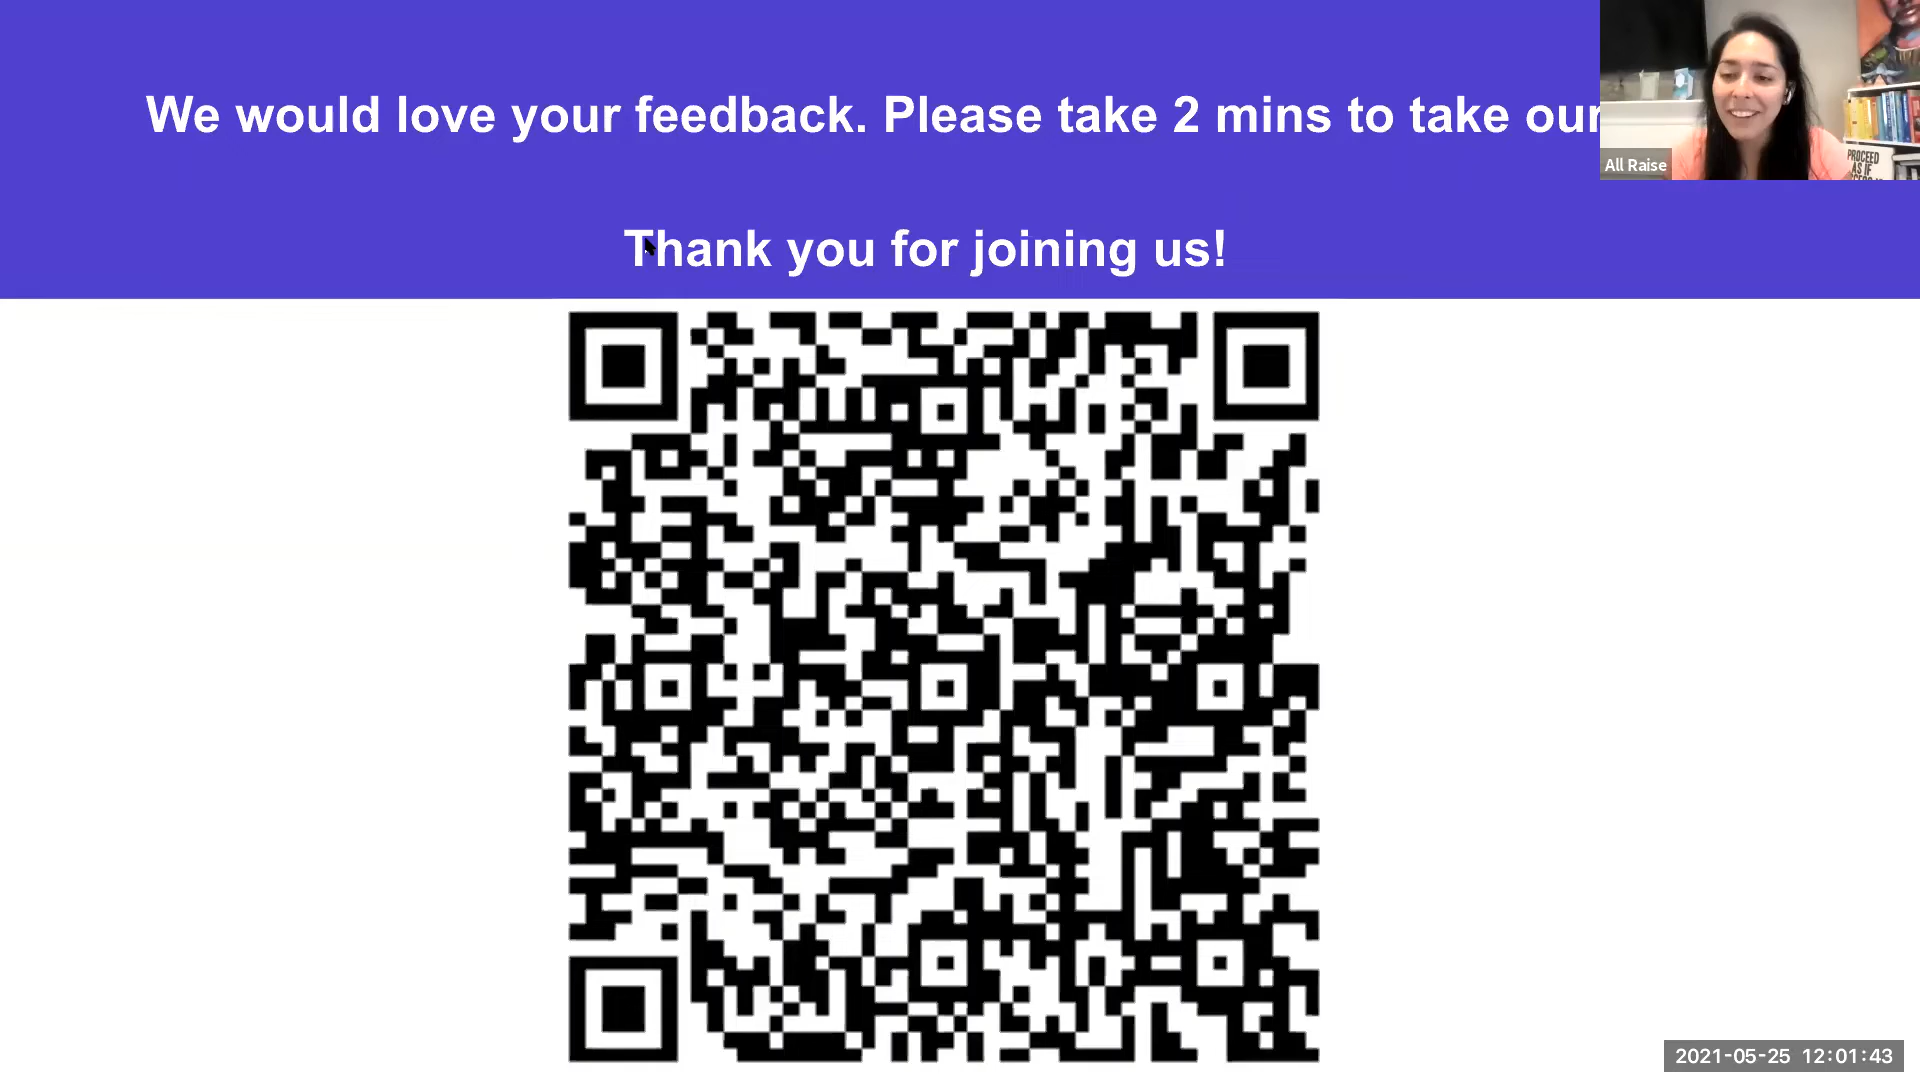 We would love your feedback. Please take 2 mins to take our
All Raise
PROCEED
AS IF
Thank you for joining us!
2021-05-25 12:01:43